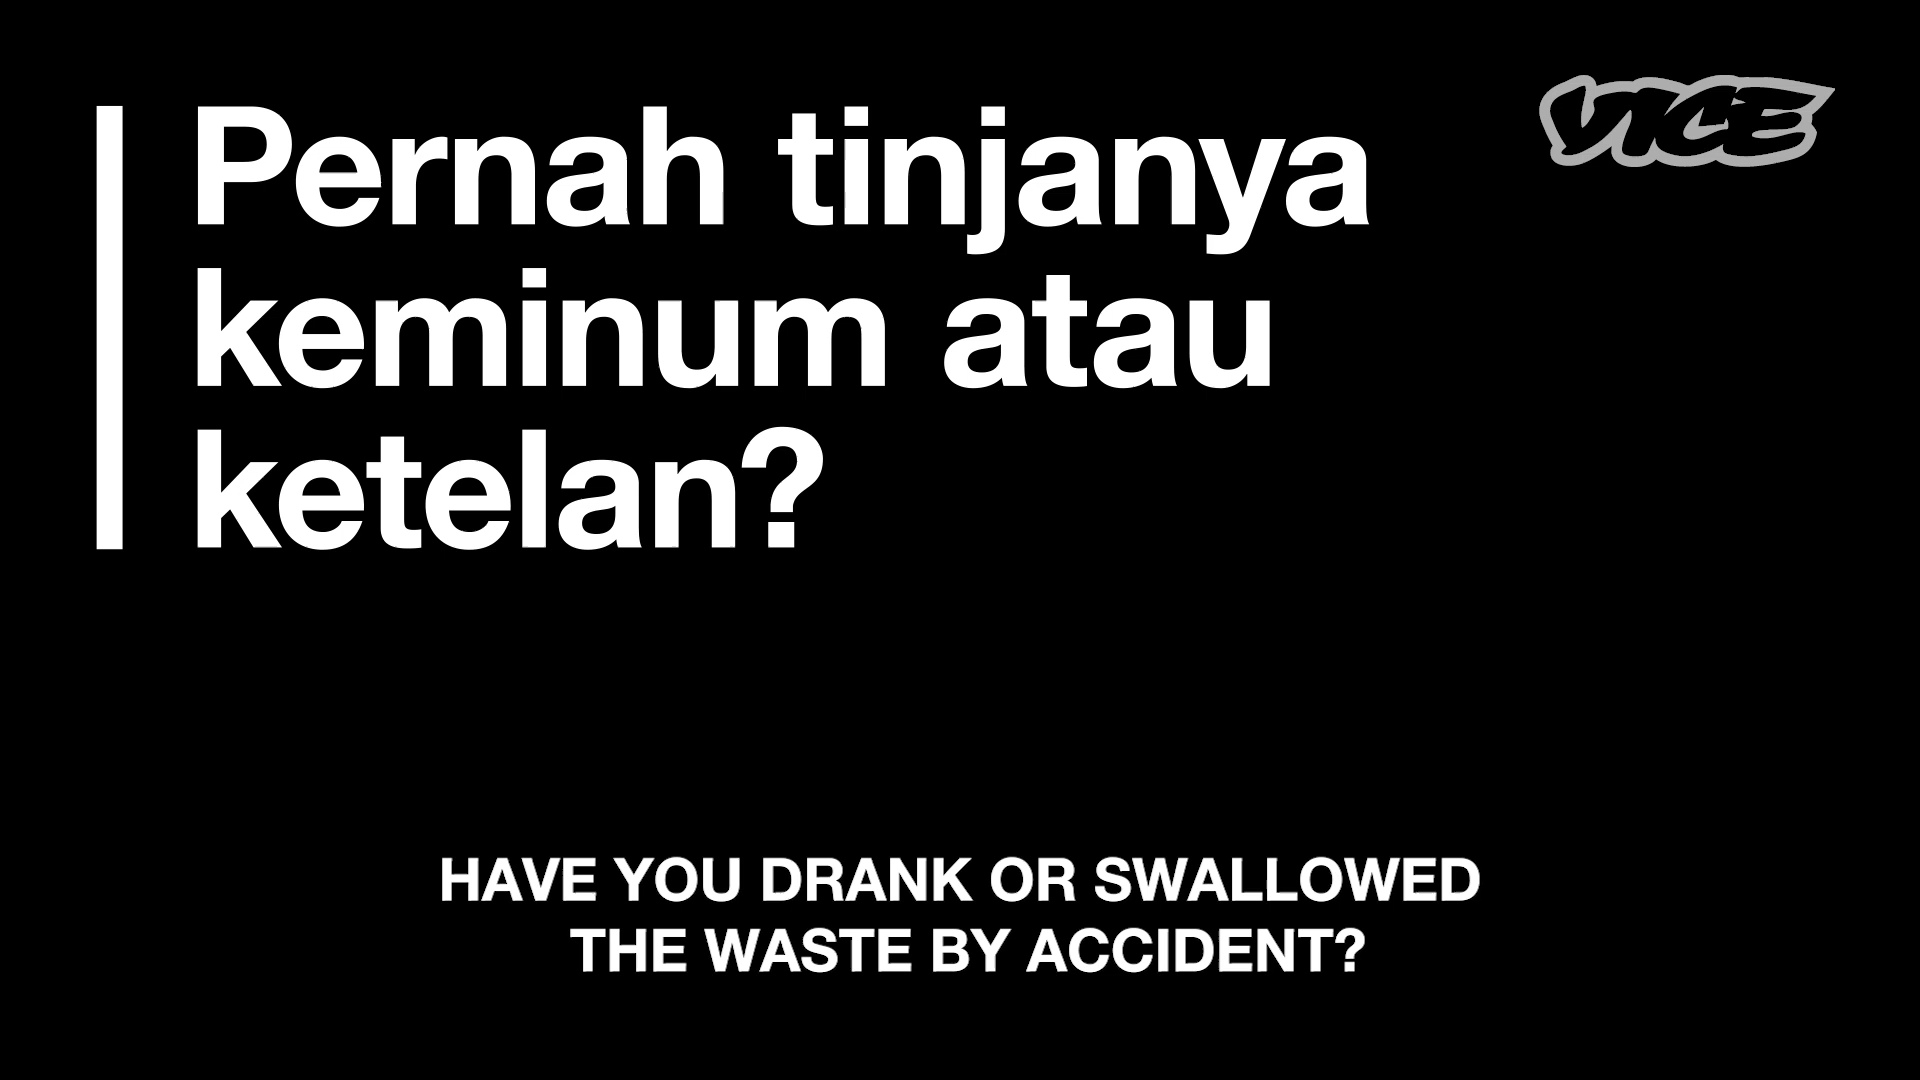 Pernah tinjanya
keminum atau
ketelan?
VICE
HAVE YOU DRANK OR SWALLOWED
THE WASTE BY ACCIDENT?